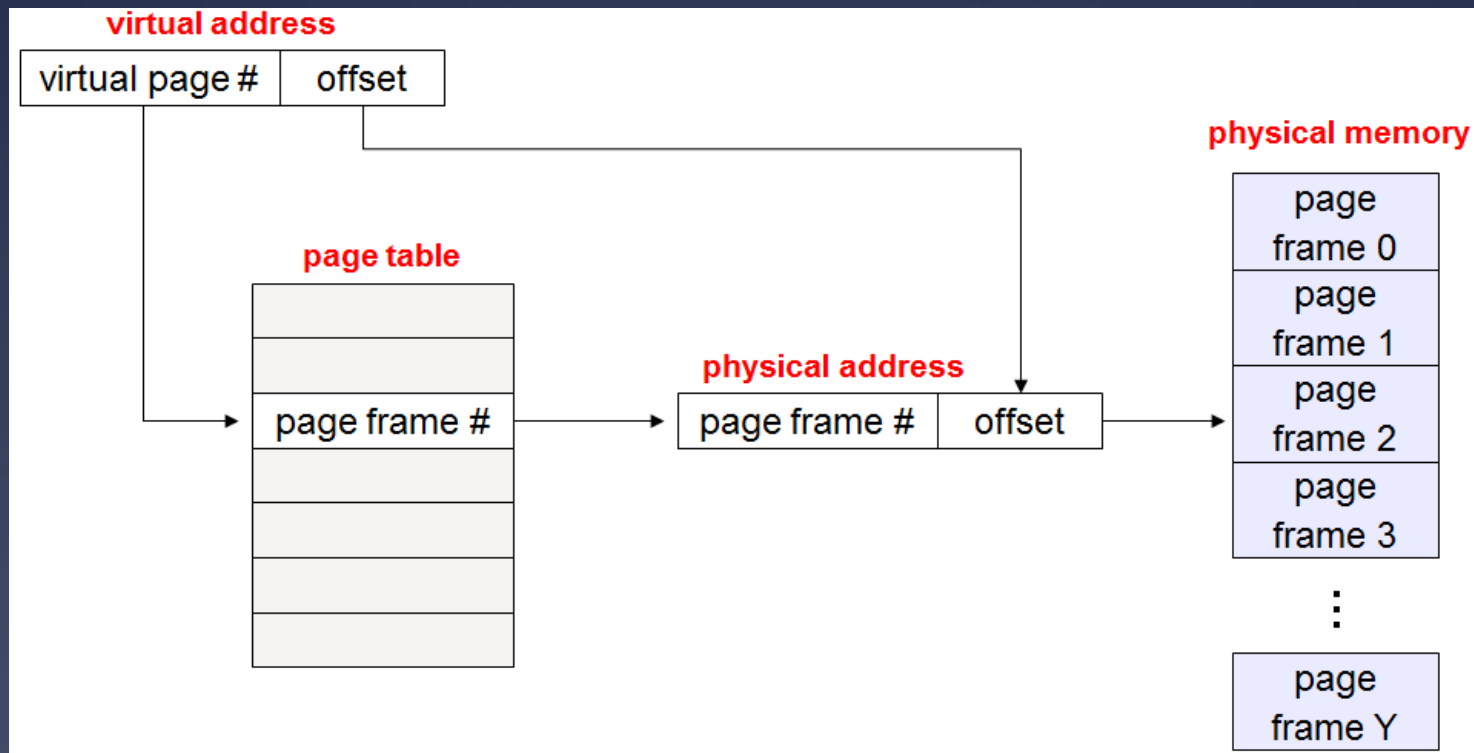 virtual address
virtual page # offset
physical memory
page
frame 0
page table
page
frame 1
physical address
page
page frame # page frame # offset
frame 2
page
frame 3
⋮
page
frame Y